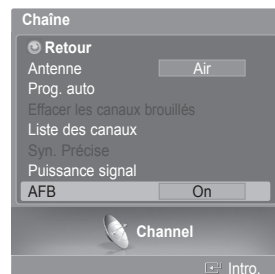 Chaîne
Retour
Antenne Air
Prog. auto
Effacer les canaux brouillés
Liste des canaux
Syn. Précise
Puissance signal
AFB On
Channel
Intro.